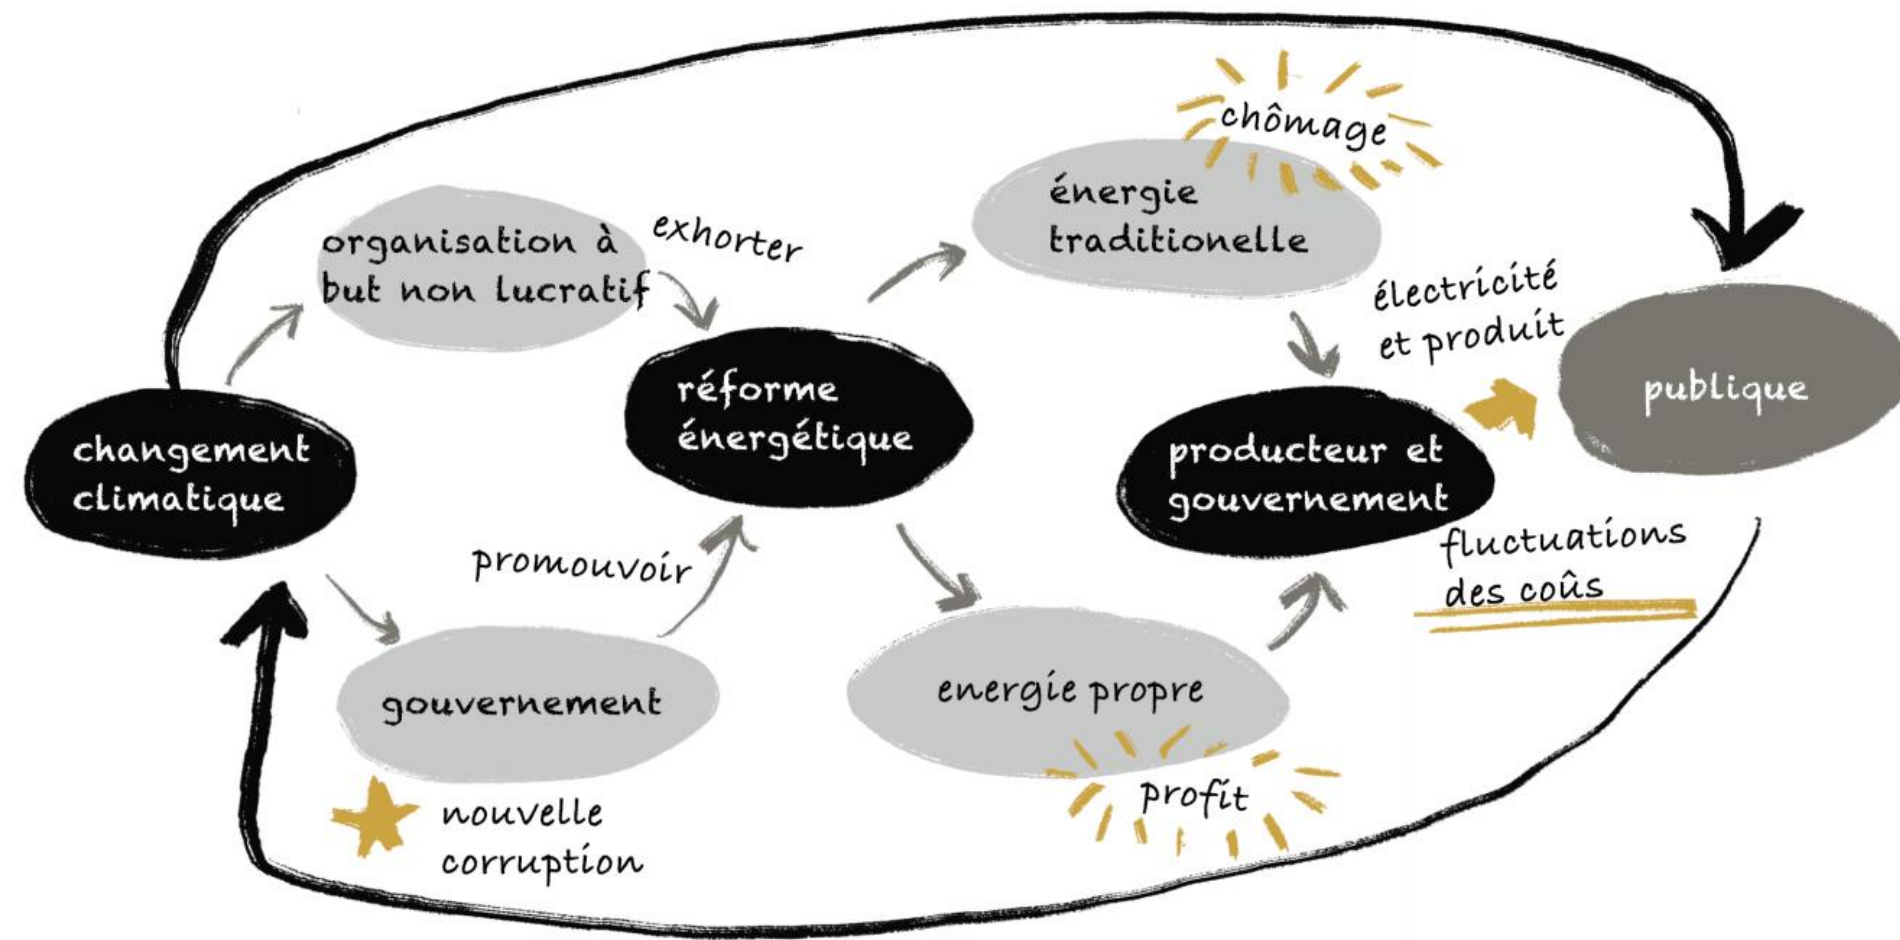 chômage
énergie
traditionelle
organisation à
but non lucratif
exhorter
électricité
et produit
publique
réforme
énergétique
changement
climatique
producteur et
gouvernement
promouvoir
fluctuations
des coûs
gouvernement
energie propre
profit
nouvelle
corruption